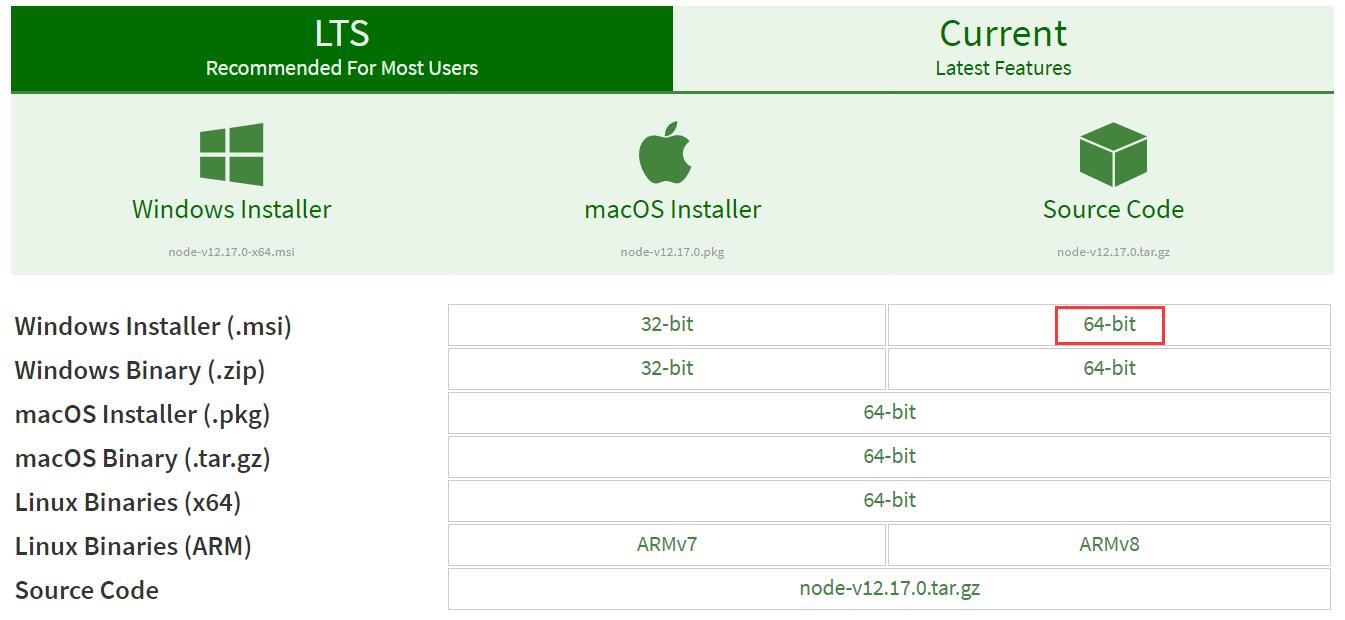 LTS
Recommended For Most Users
Current
Latest Features
Windows Installer
node-v12.17.0-x64.msi
macOS Installer
node-v12.17.0.pkg
Source Code
node-v12.17.0.tar.gz
Windows Installer (.msi) 32-bit 64-bit
Windows Binary (.zip) 32-bit 64-bit
macOS Installer (.pkg) 64-bit
macOS Binary (.tar.gz) 64-bit
Linux Binaries (x64) 64-bit
Linux Binaries (ARM) ARMv7 ARMv8
Source Code node-v12.17.0.tar.gz